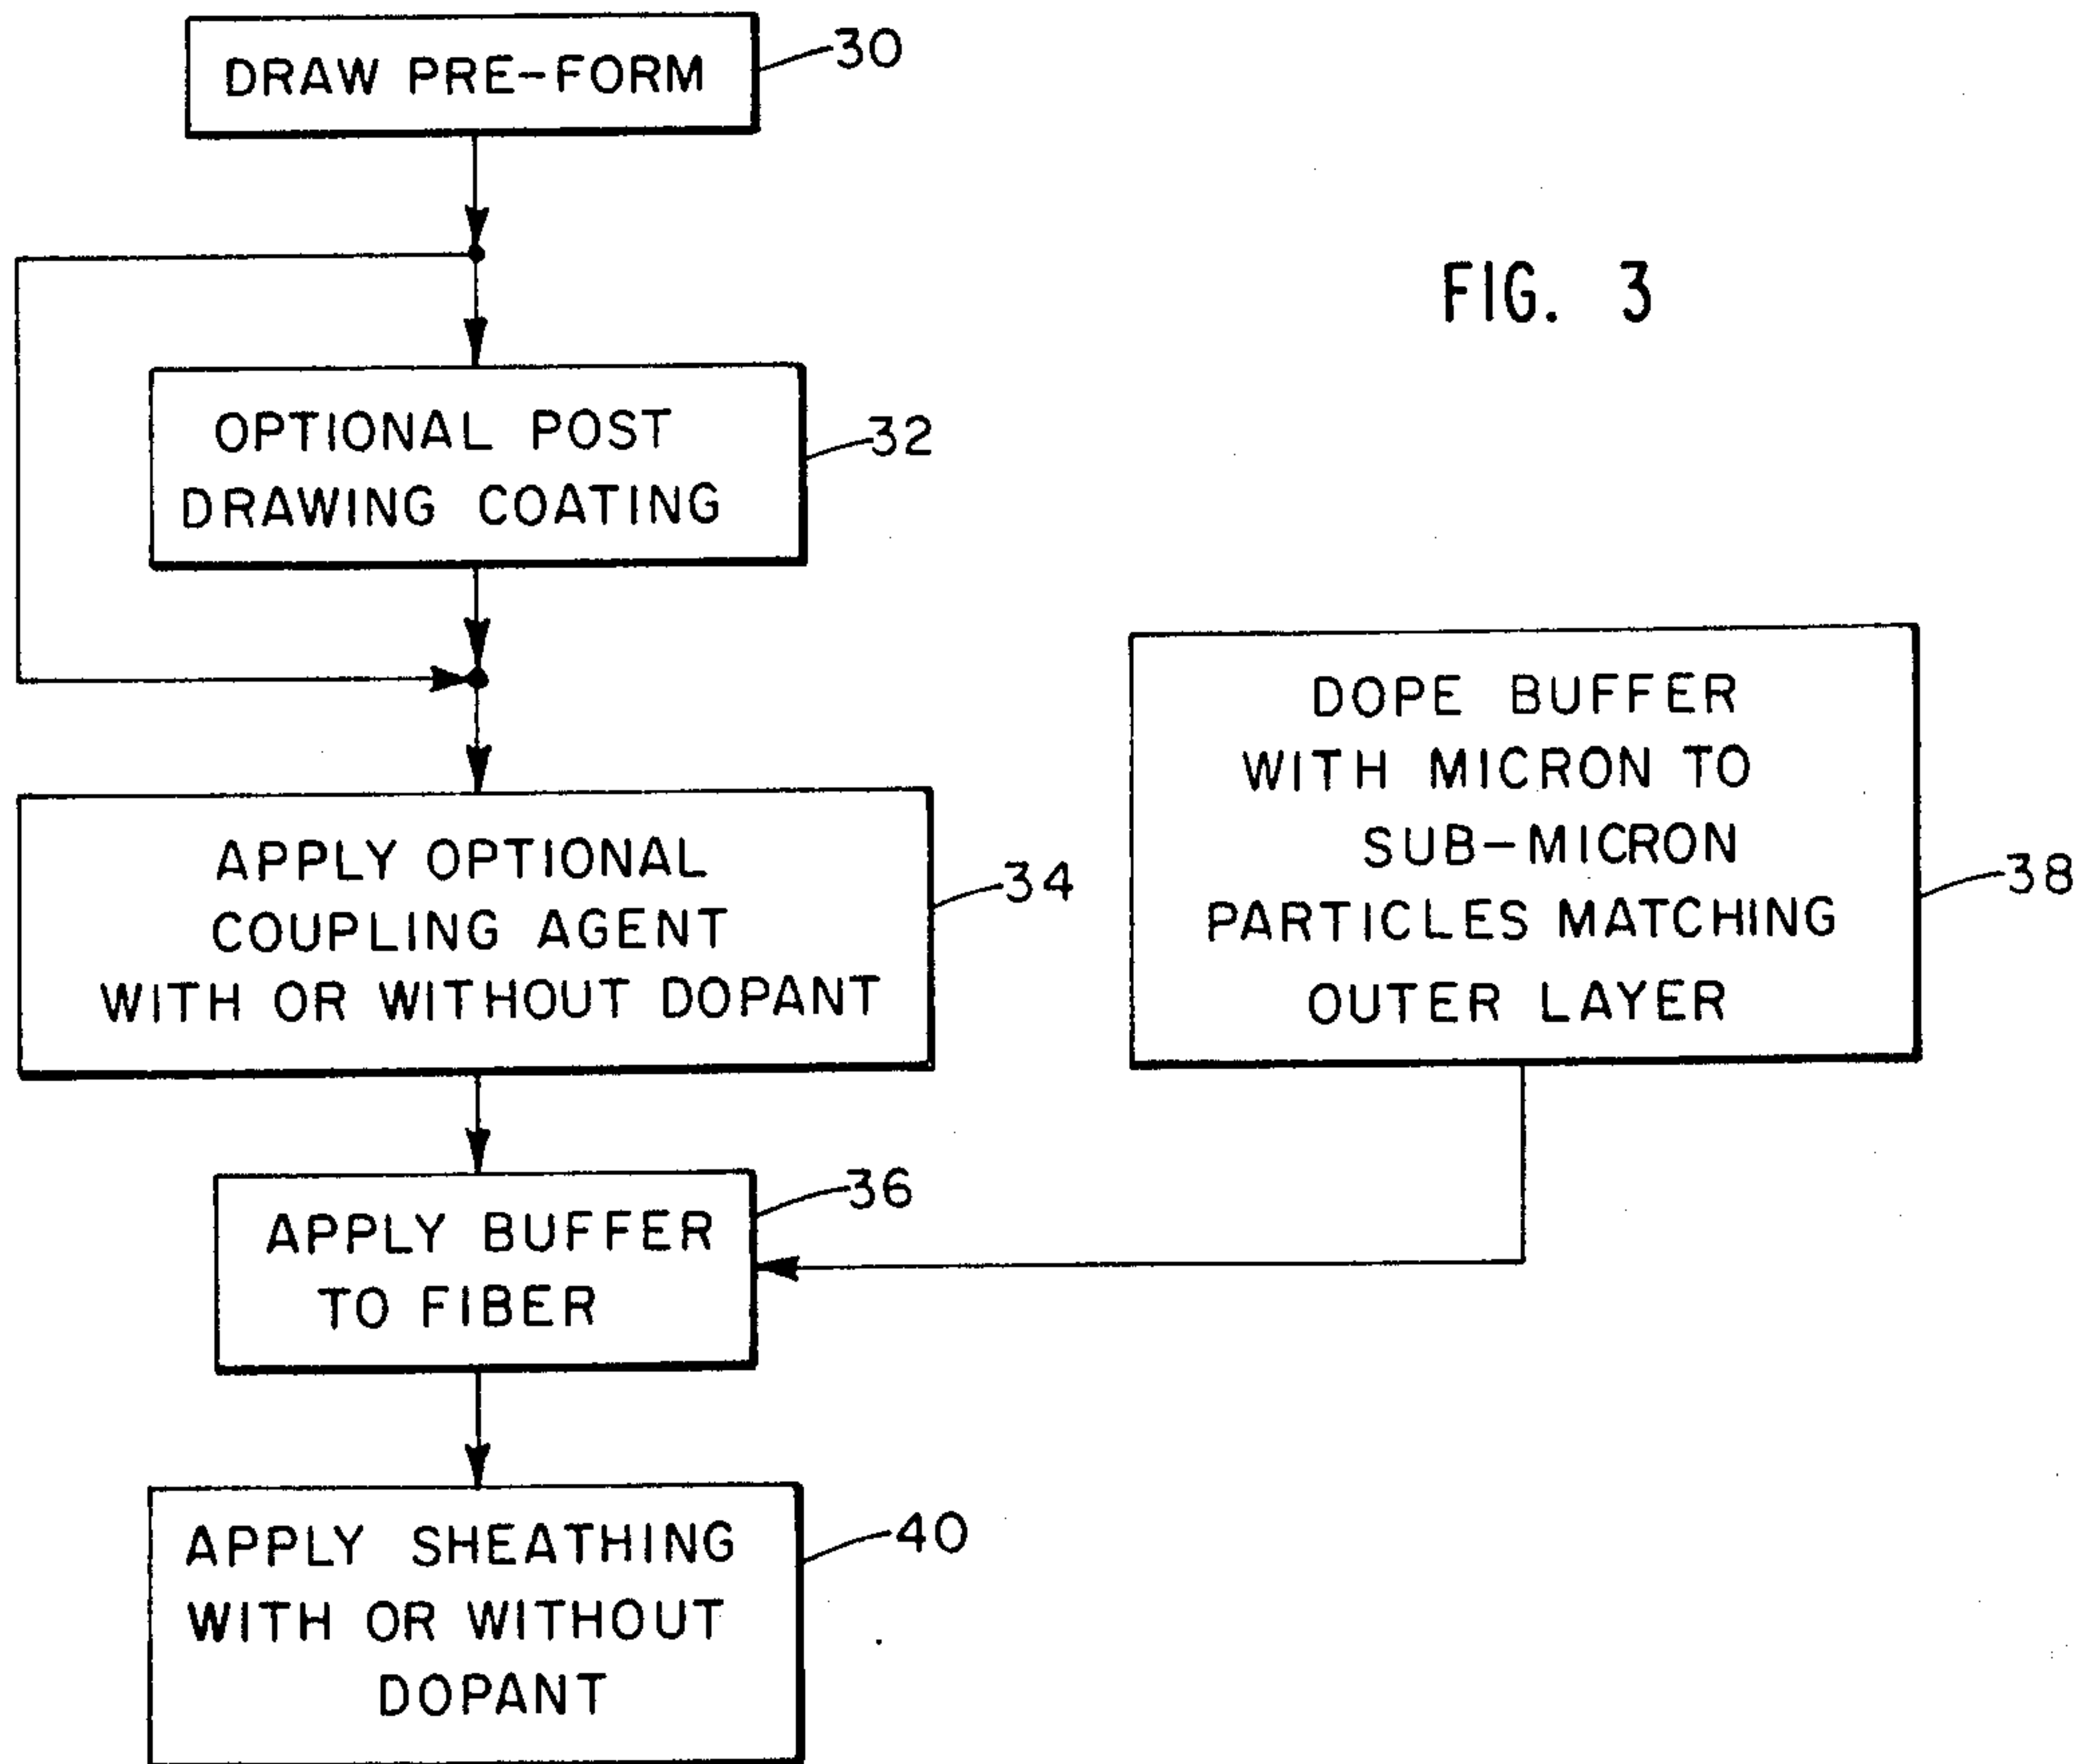 DRAW PRE-FORM
30
FIG. 3
OPTIONAL POST
DRAWING COATING
32
APPLY OPTIONAL
COUPLING AGENT
WITH OR WITHOUT DOPANT
34
DOPE BUFFER
WITH MICRON TO
SUB-MICRON
PARTICLES MATCHING
OUTER LAYER
38
APPLY BUFFER
TO FIBER
36
APPLY SHEATHING
WITH OR WITHOUT
DOPANT
40